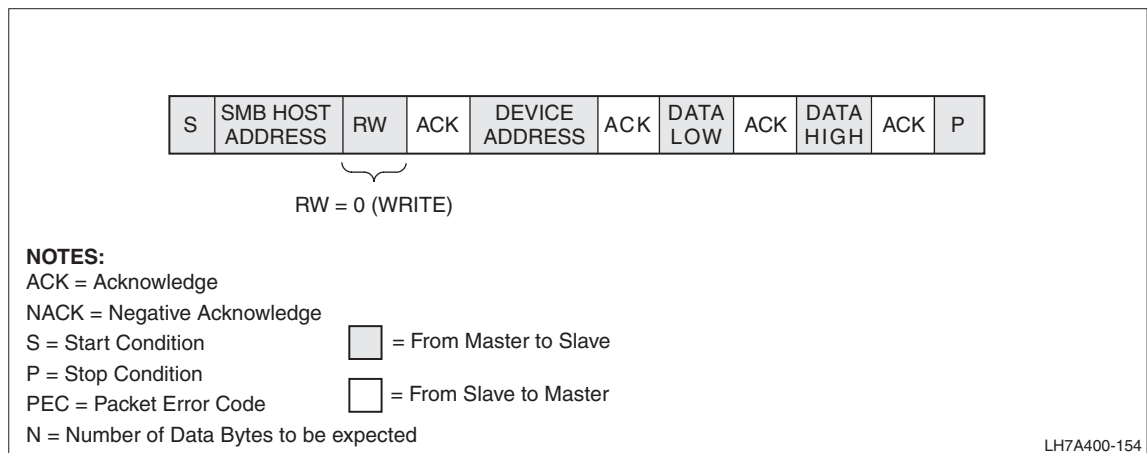 S SMB HOST ADDRESS RW ACK DEVICE ADDRESS ACK DATA LOW ACK DATA HIGH ACK P
RW = 0 (WRITE)
NOTES:
ACK = Acknowledge
NACK = Negative Acknowledge
S = Start Condition
= From Master to Slave
P = Stop Condition
PEC = Packet Error Code
= From Slave to Master
N = Number of Data Bytes to be expected
LH7A400-154